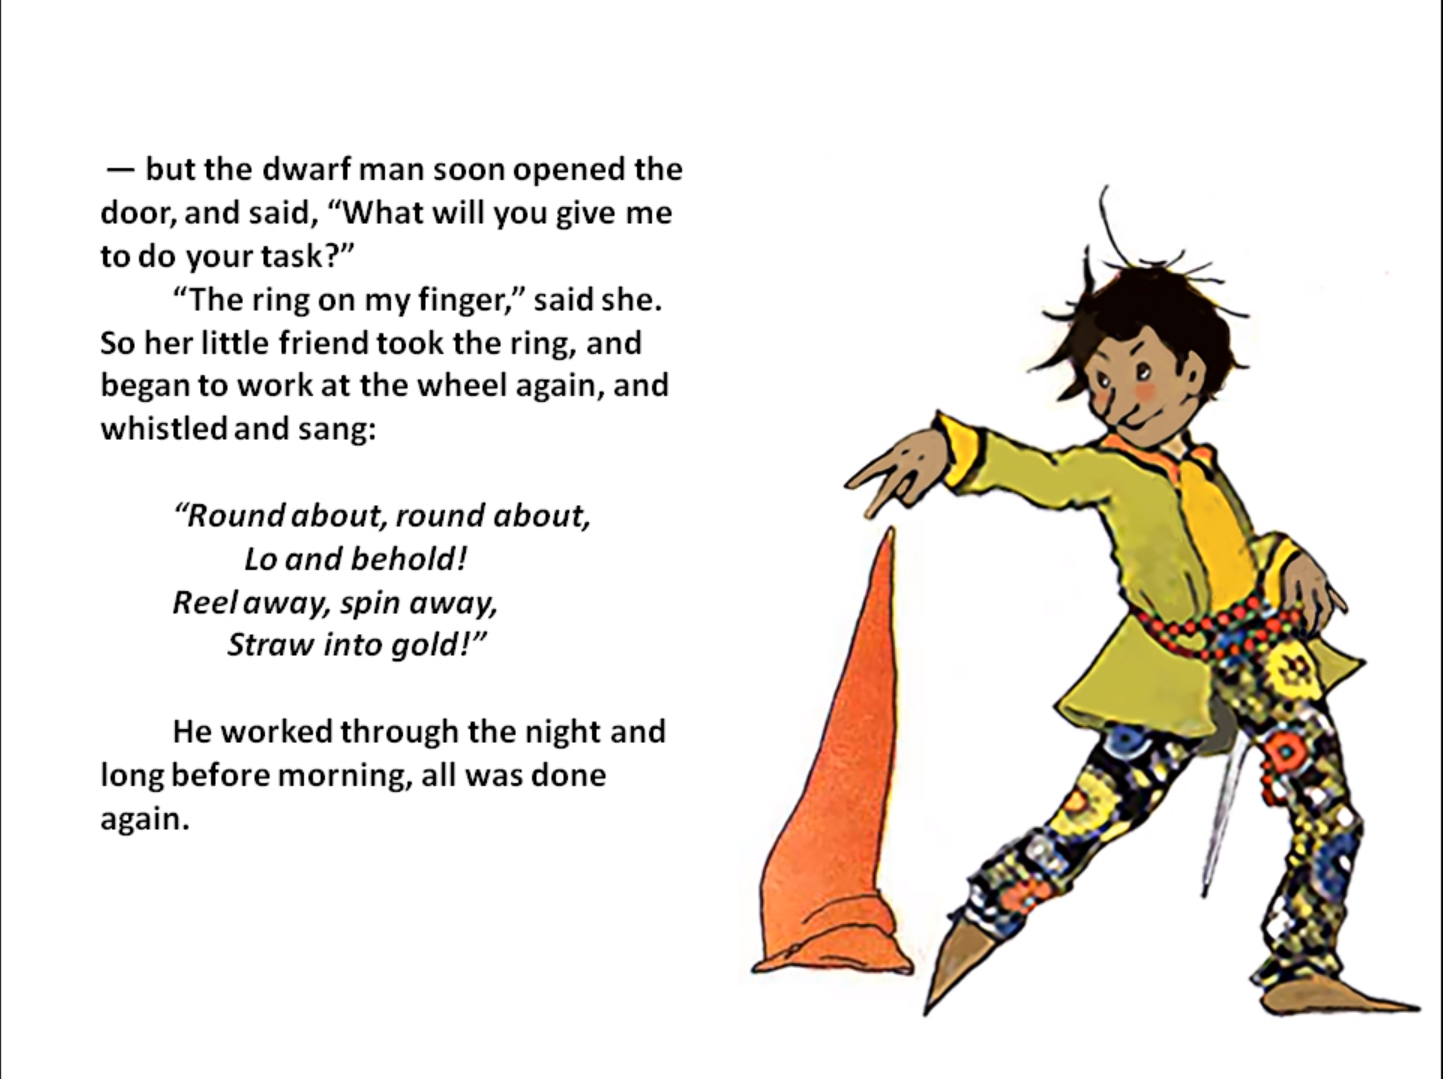 — but the dwarf man soon opened the
door, and said, “What will you give me
to do your task?”
“The ring on my finger,” said she.
So her little friend took the ring, and
began to work at the wheel again, and
whistled and sang:
“Round about, round about,
Lo and behold!
Reel away, spin away,
Straw into gold!”
He worked through the night and
long before morning, all was done
again.